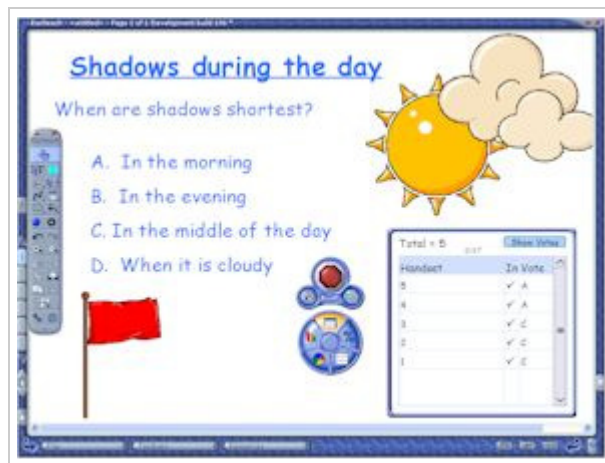 Shadows during the day
When are shadows shortest?
A. In the morning
B. In the evening
C. In the middle of the day
D. When it is cloudy
Total = 5
Show Votes
Handset In Vote
5 ✓ A
4 ✓ A
3 ✓ C
2 ✓ C
1 ✓ C